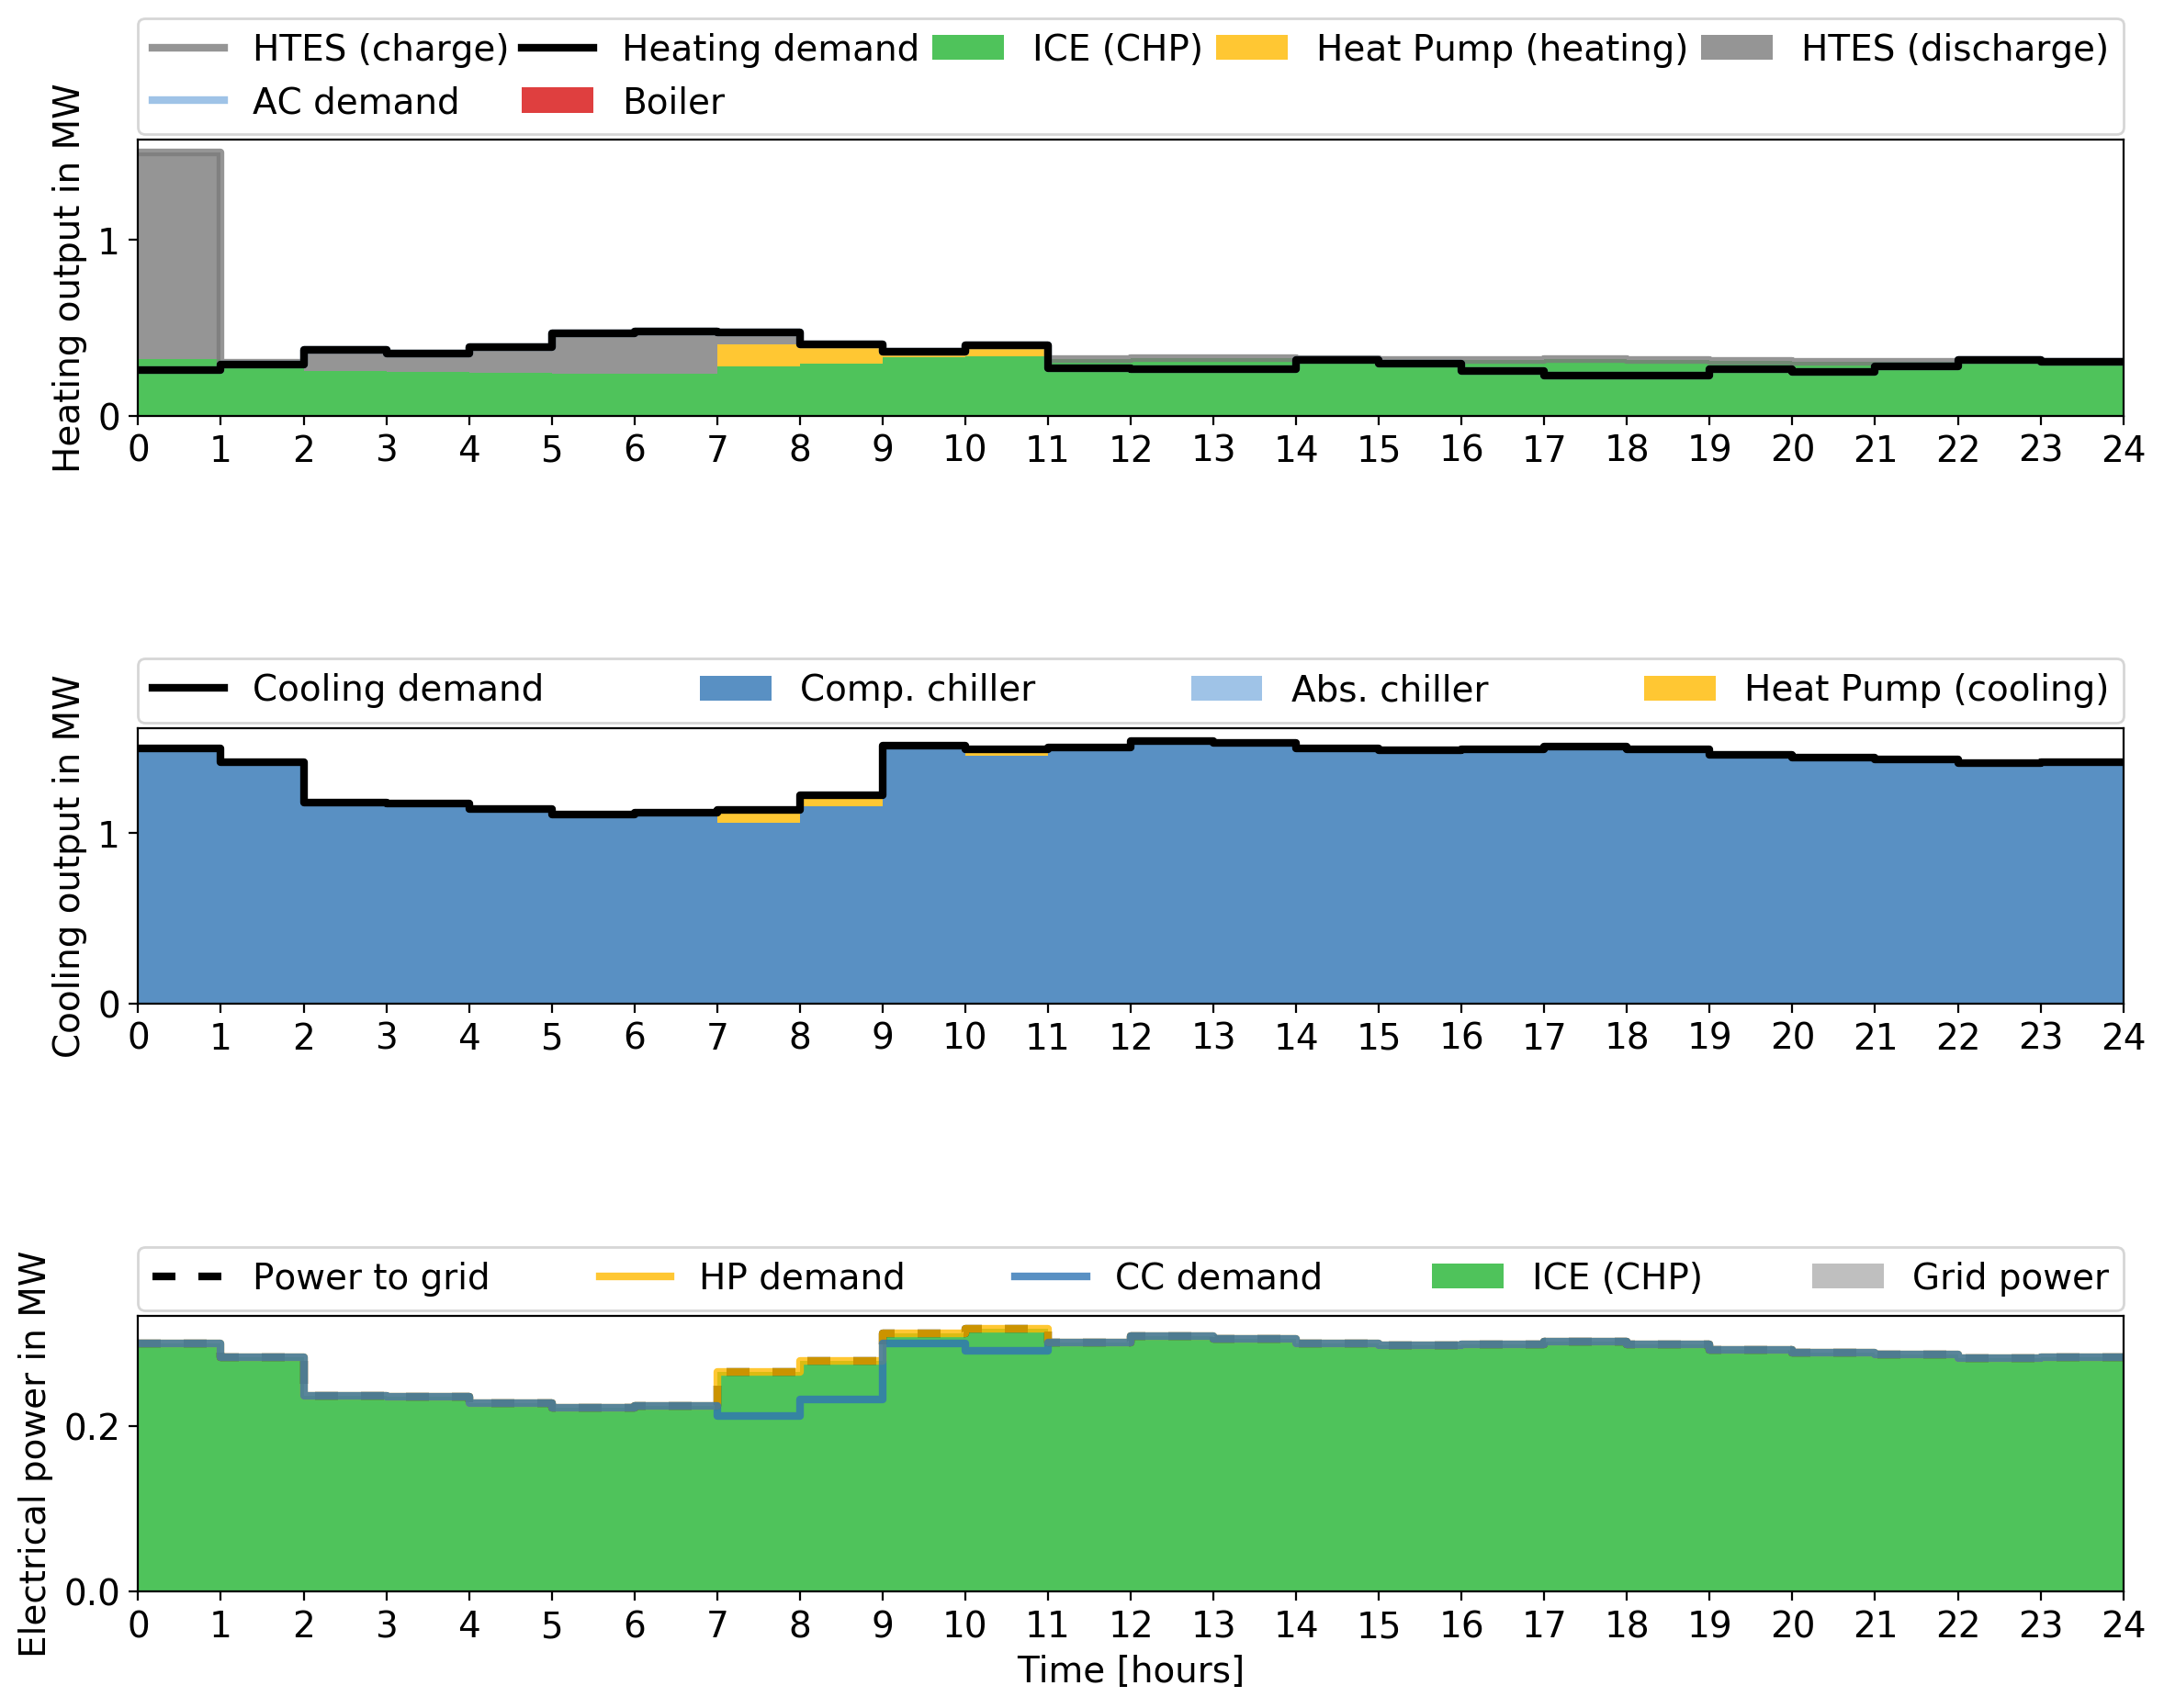 HTES (charge) Heating demand ICE (CHP) Heat Pump (heating) HTES (discharge)
AC demand Boiler
Heating output in MW
1
0
0 1 2 3 4 5 6 7 8 9 10 11 12 13 14 15 16 17 18 19 20 21 22 23 24
Cooling demand Comp. chiller Abs. chiller Heat Pump (cooling)
Cooling output in MW
1
0
0 1 2 3 4 5 6 7 8 9 10 11 12 13 14 15 16 17 18 19 20 21 22 23 24
Power to grid HP demand CC demand ICE (CHP) Grid power
Electrical power in MW
0.2
0.0
0 1 2 3 4 5 6 7 8 9 10 11 12 13 14 15 16 17 18 19 20 21 22 23 24
Time [hours]